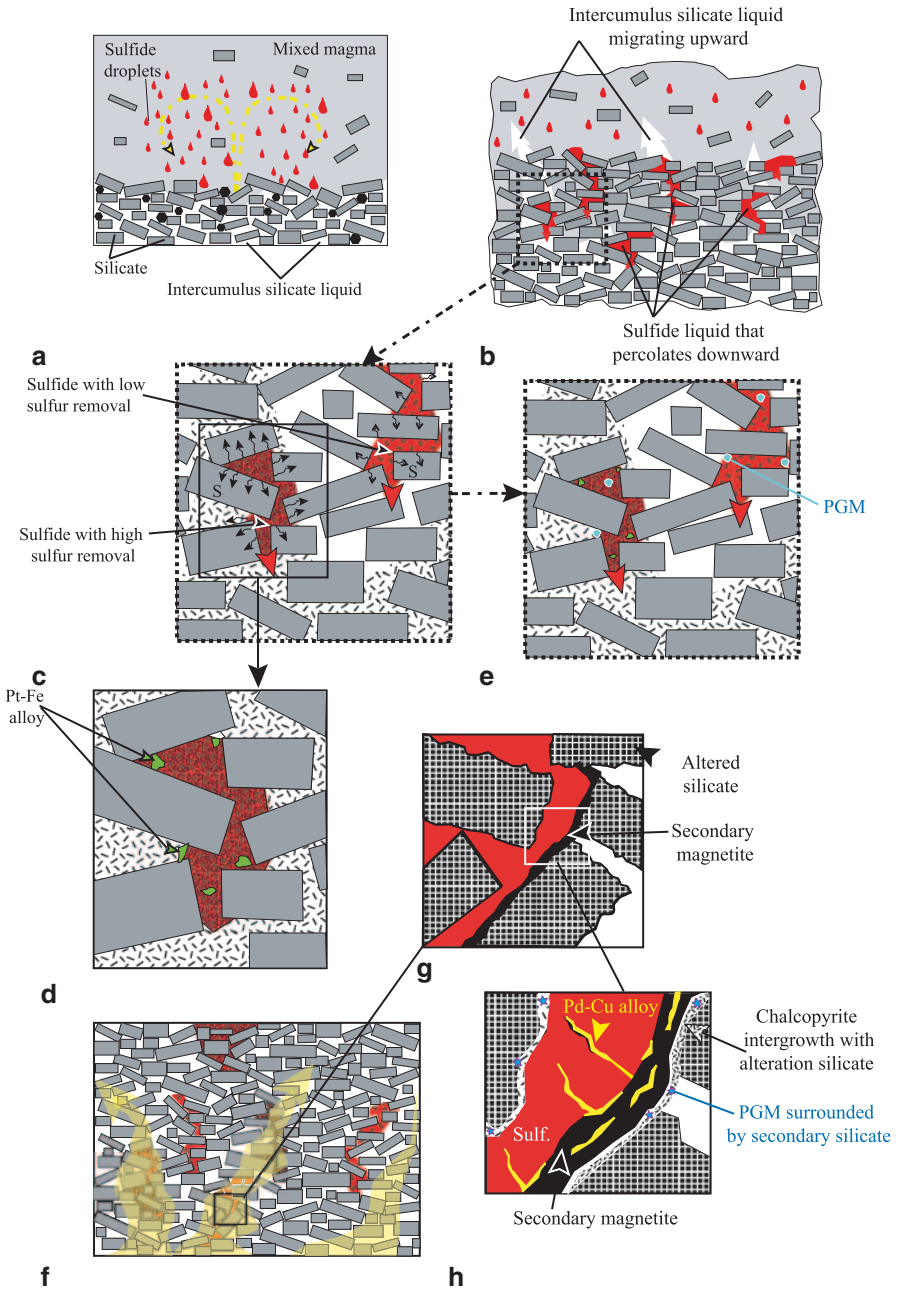 Intercumulus silicate liquid
migrating upward
Sulfide
droplets
Mixed magma
Silicate
Intercumulus silicate liquid
Sulfide liquid that
percolates downward
a
b
Sulfide with low
sulfur removal
S
S
Sulfide with high
sulfur removal
PGM
c
e
Pt-Fe
alloy
Altered
silicate
Secondary
magnetite
d
g
Pd-Cu alloy
Chalcopyrite
intergrowth with
alteration silicate
PGM surrounded
by secondary silicate
Sulf.
Secondary magnetite
f
h